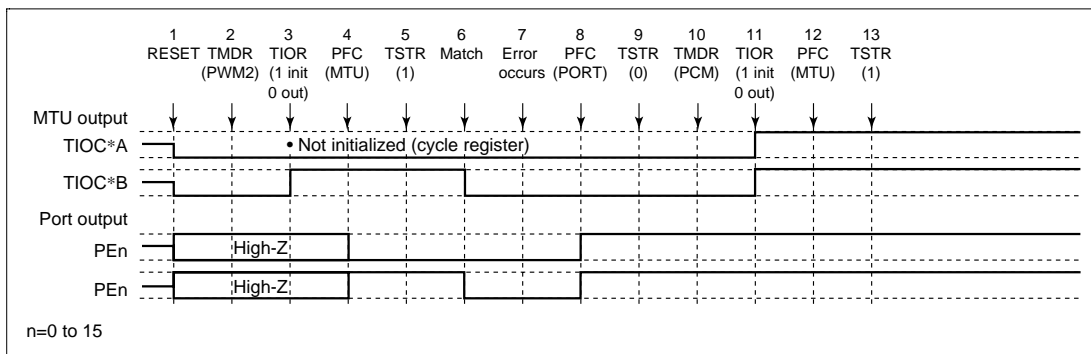 1 2 3 4 5 6 7 8 9 10 11 12 13
RESET TMDR TIOR PFC TSTR Match Error PFC TSTR TMDR TIOR PFC TSTR
(PWM2) (1 init (MTU) (1) occurs (PORT) (0) (PCM) (1 init (MTU) (1)
0 out) 0 out)
MTU output
TIOC*A • Not initialized (cycle register)
TIOC*B
Port output
PEn High-Z
PEn High-Z
n=0 to 15